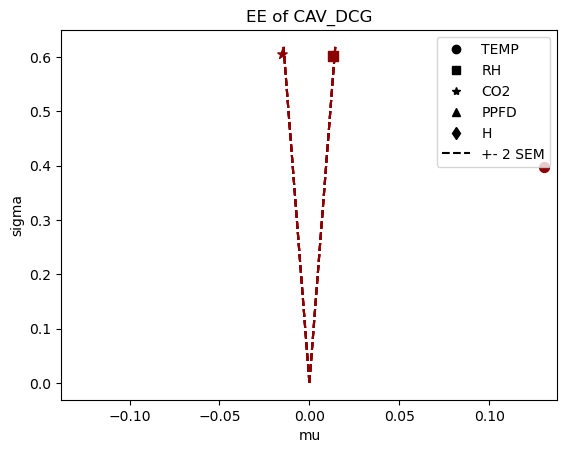 EE of CAV_DCG
TEMP
RH
CO2
PPFD
H
+- 2 SEM
sigma
0.6
0.5
0.4
0.3
0.2
0.1
0.0
−0.10
−0.05
0.00
0.05
0.10
mu